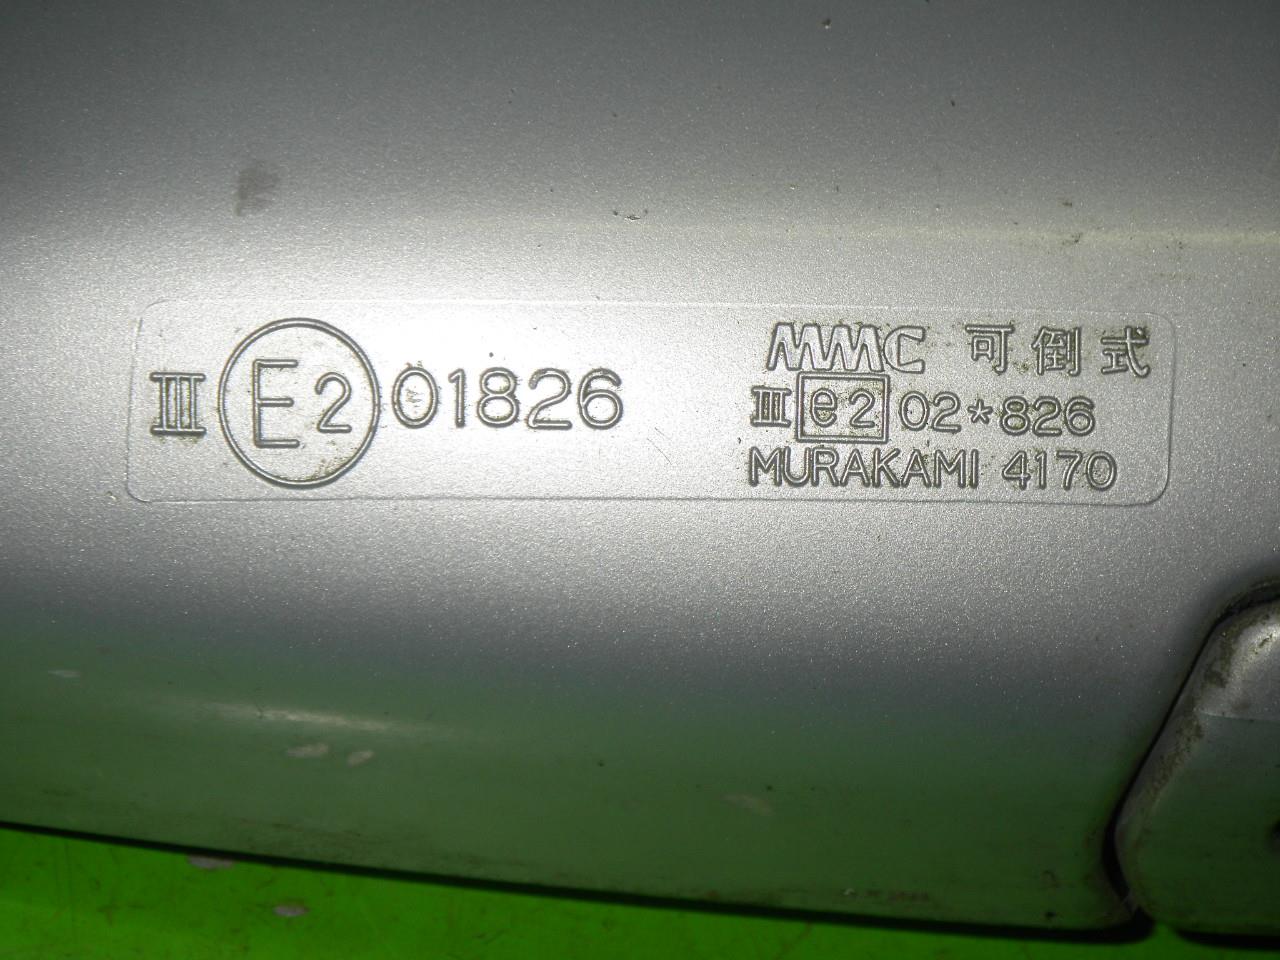 III E2 01826
MMC 可倒式
III e2 02*826
MURAKAMI 4170